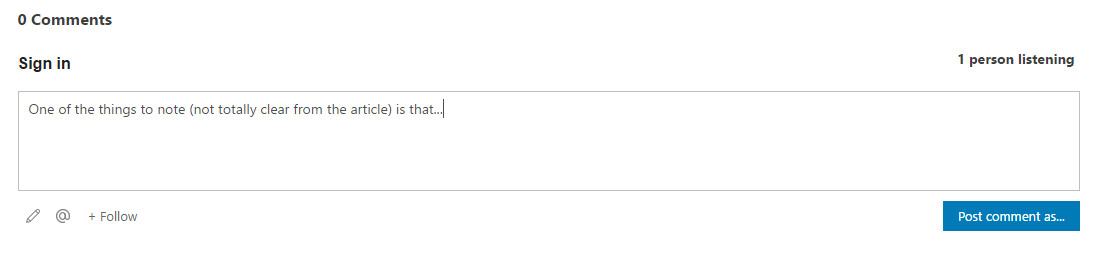 0 Comments
Sign in
1 person listening
One of the things to note (not totally clear from the article) is that...
@ + Follow
Post comment as...